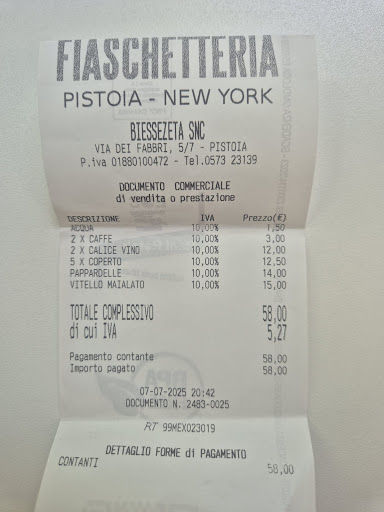 FIASCHETTERIA
PISTOIA - NEW YORK
BIESSEZETA SNC
VIA DEI FABBRI, 5/7 - PISTOIA
P.iva 01880100472 - Tel.0573 23139
DOCUMENTO COMMERCIALE
di vendita o prestazione
DESCRIZIONE IVA Prezzo(€)
ACQUA 10,00% 1,50
2 X CAFFE 10,00% 3,00
2 X CALICE VINO 10,00% 12,00
5 X COPERTO 10,00% 12,50
PAPPARDELLE 10,00% 14,00
VITELLO MAIALATO 10,00% 15,00
TOTALE COMPLESSIVO 58,00
di cui IVA 5,27
Pagamento contante 58,00
Importo pagato 58,00
07-07-2025 20:42
DOCUMENTO N. 2483-0025
RT 99MEX023019
DETTAGLIO FORME di PAGAMENTO
CONTANTI 58,00